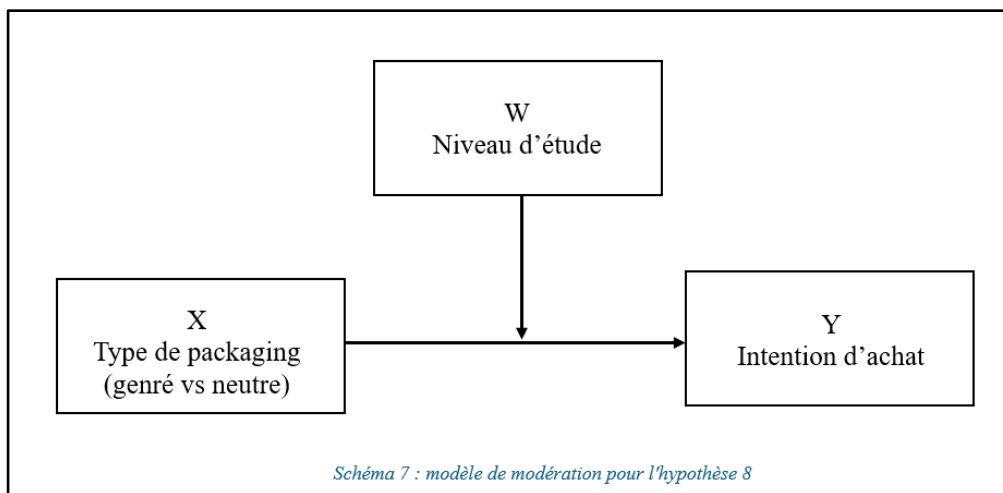 W
Niveau d’étude
X
Type de packaging
(genré vs neutre)
Y
Intention d’achat
Schéma 7 : modèle de modération pour l'hypothèse 8